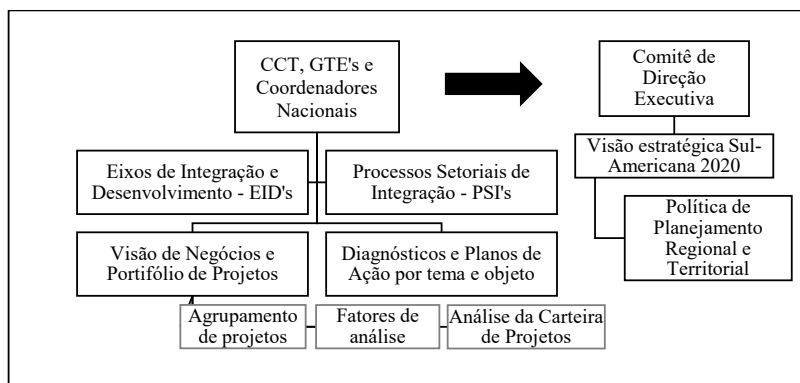 CCT, GTE's e
Coordenadores
Nacionais
Comitê de
Direção
Executiva
Eixos de Integração e
Desenvolvimento - EID's
Processos Setoriais de
Integração - PSI's
Visão estratégica Sul-
Americana 2020
Visão de Negócios e
Portifólio de Projetos
Diagnósticos e Planos de
Ação por tema e objeto
Política de
Planejamento
Regional e
Territorial
Agrupamento
de projetos
Fatores de
análise
Análise da Carteira
de Projetos